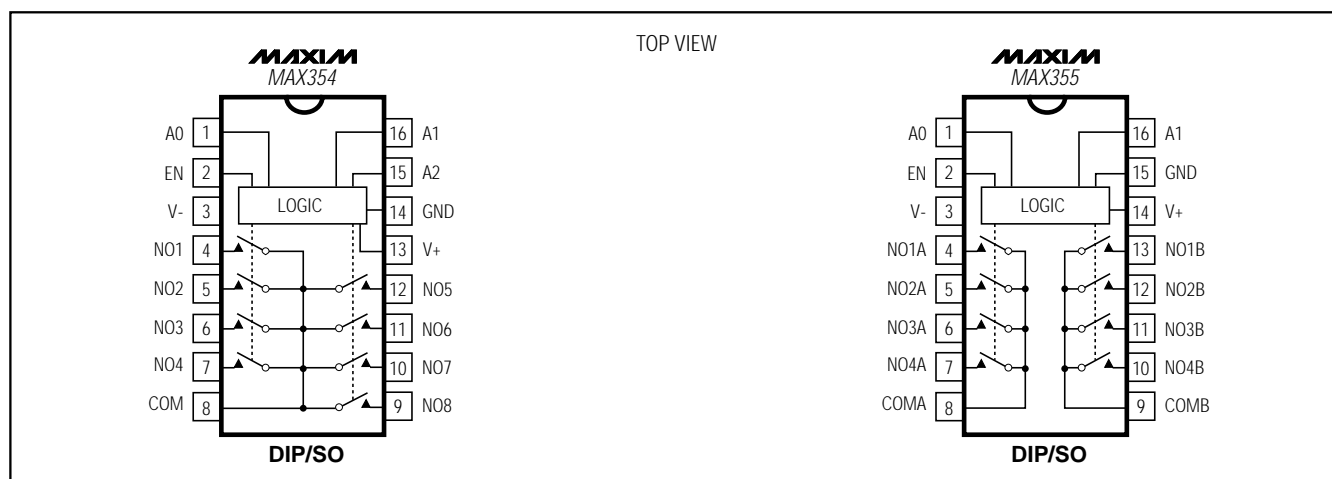 TOP VIEW
MAXIM
MAX354
A0 1 16 A1
EN 2 15 A2
LOGIC
V- 3 14 GND
NO1 4 13 V+
NO2 5 12 NO5
NO3 6 11 NO6
NO4 7 10 NO7
COM 8 9 NO8
DIP/SO
MAXIM
MAX355
A0 1 16 A1
EN 2 15 GND
LOGIC
V- 3 14 V+
NO1A 4 13 NO1B
NO2A 5 12 NO2B
NO3A 6 11 NO3B
NO4A 7 10 NO4B
COMA 8 9 COMB
DIP/SO